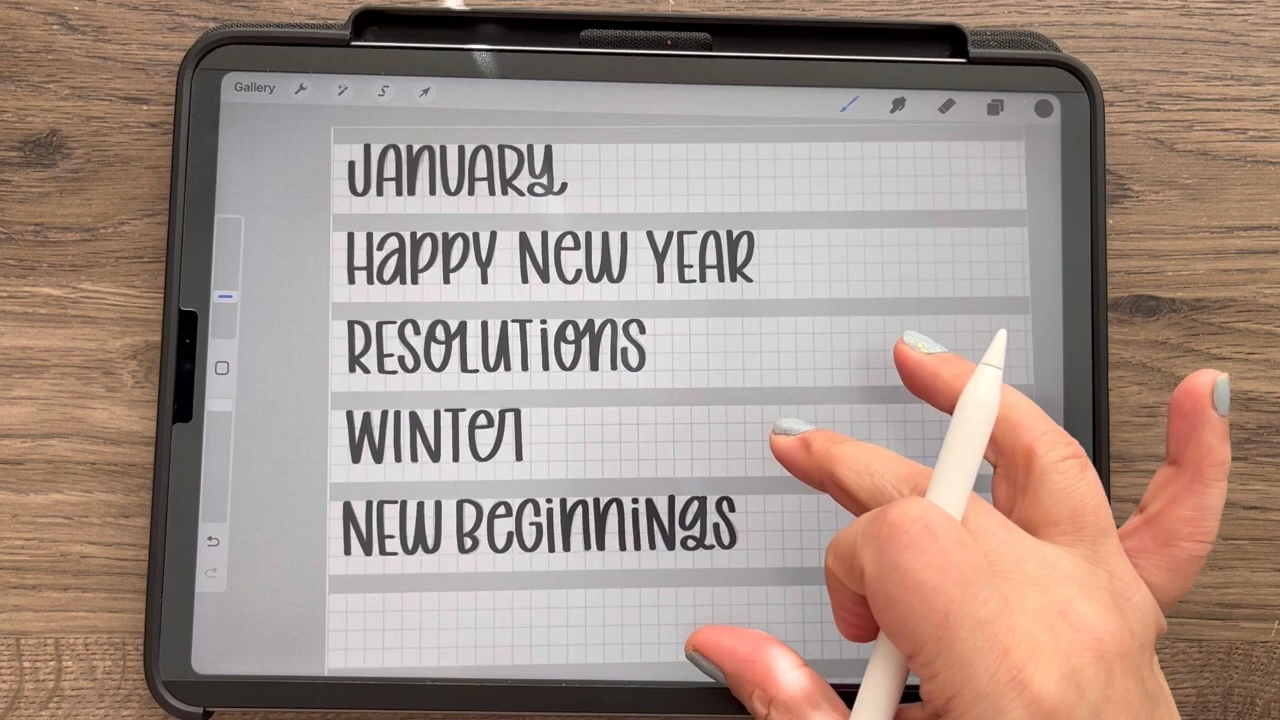 Gallery
JANUARY
HAPPY NEW YEAR
RESOLUTIONS
WINTER
NEW BEGINNINGS